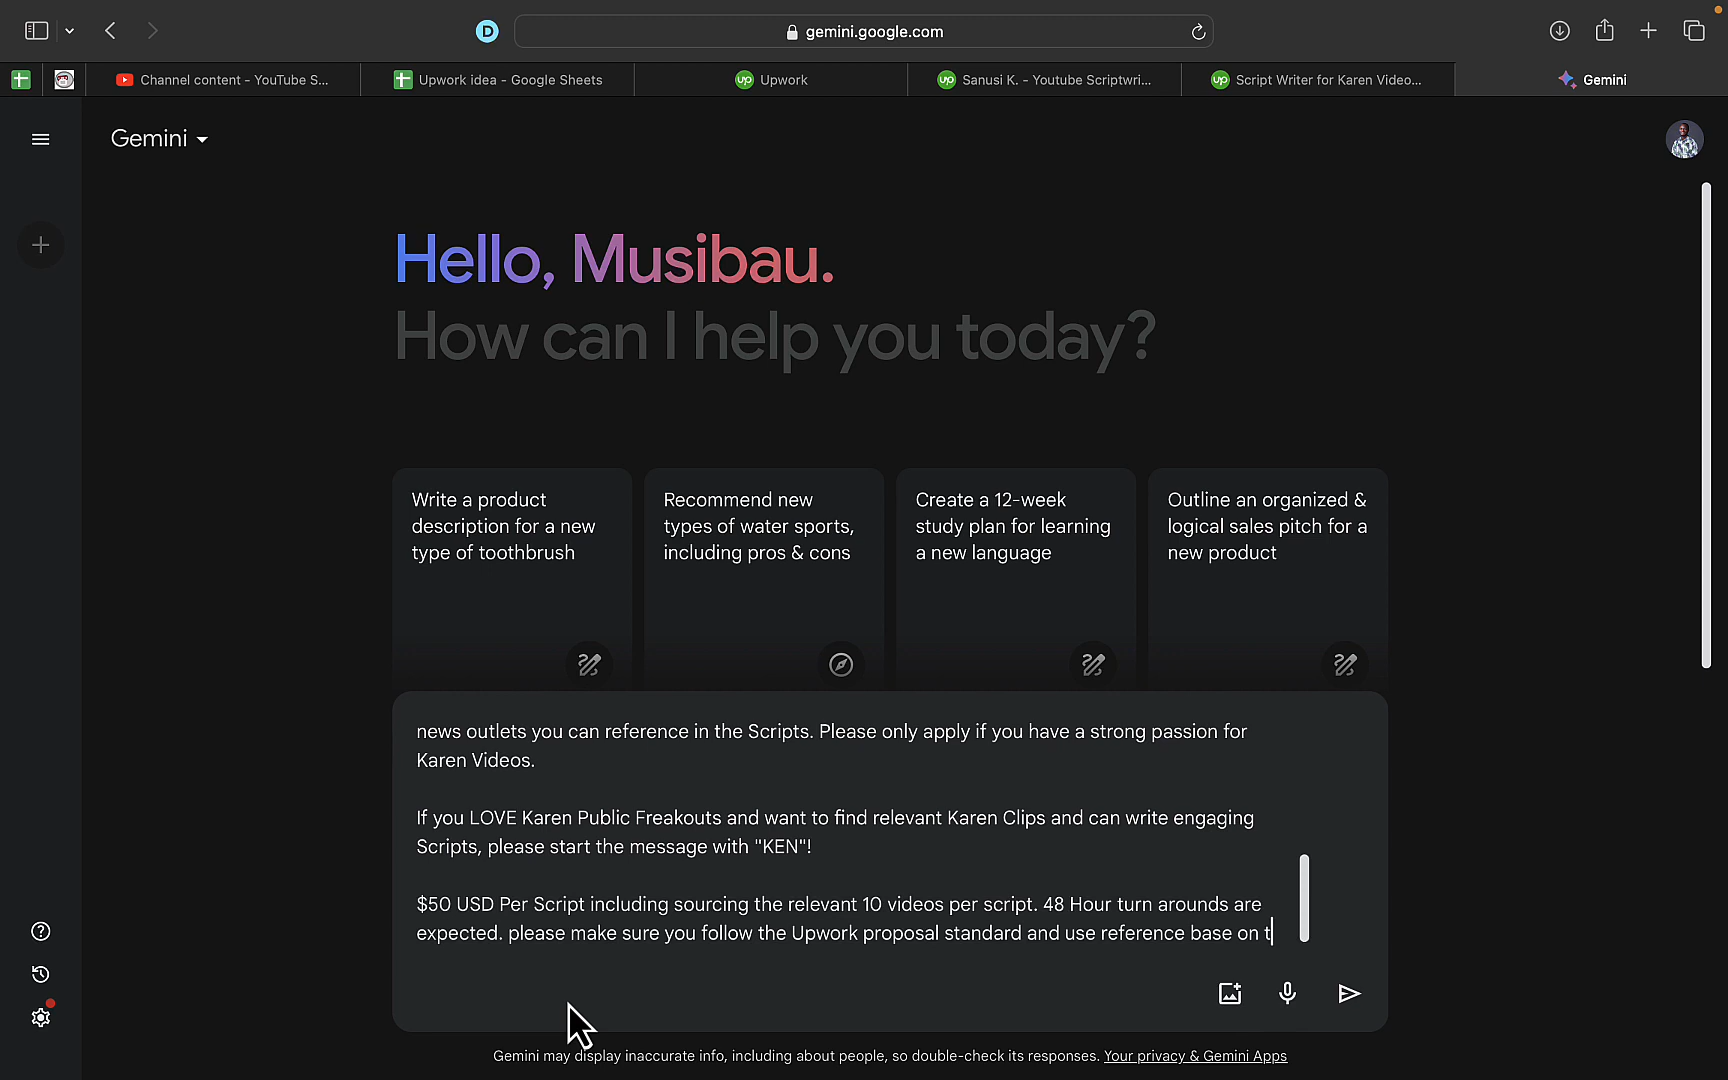 D
gemini.google.com
Channel content - YouTube S...
Upwork idea - Google Sheets
up
Upwork
up
Sanusi K. - Youtube Scriptwri...
up
Script Writer for Karen Video...
Gemini
Gemini
Hello, Musibau.
How can I help you today?
Write a product
description for a new
type of toothbrush
Recommend new
types of water sports,
including pros & cons
Create a 12-week
study plan for learning
a new language
Outline an organized &
logical sales pitch for a
new product
news outlets you can reference in the Scripts. Please only apply if you have a strong passion for
Karen Videos.
If you LOVE Karen Public Freakouts and want to find relevant Karen Clips and can write engaging
Scripts, please start the message with "KEN"!
$50 USD Per Script including sourcing the relevant 10 videos per script. 48 Hour turn arounds are
expected. please make sure you follow the Upwork proposal standard and use reference base on t
Gemini may display inaccurate info, including about people, so double-check its responses. Your privacy & Gemini Apps